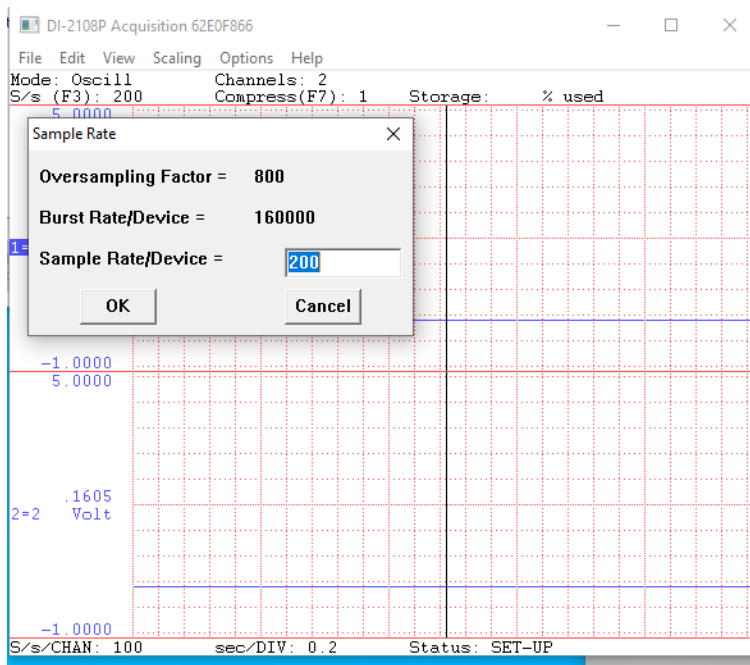 DI-2108P Acquisition 62E0F866
File Edit View Scaling Options Help
Mode: Oscill Channels: 2
S/s (F3): 200 Compress(F7): 1 Storage: % used
5.0000
Sample Rate
Oversampling Factor = 800
Burst Rate/Device = 160000
1=
Sample Rate/Device = 200
OK Cancel
-1.0000
5.0000
.1605
2=2 Volt
-1.0000
S/s/CHAN: 100 sec/DIV: 0.2 Status: SET-UP